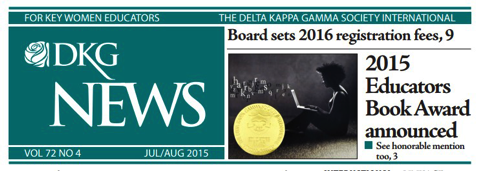 FOR KEY WOMEN EDUCATORS
THE DELTA KAPPA GAMMA SOCIETY INTERNATIONAL
DKG
NEWS
VOL 72 NO 4
JUL/AUG 2015
Board sets 2016 registration fees, 9
2015
Educators
Book Award
announced
See honorable mention
too, 3